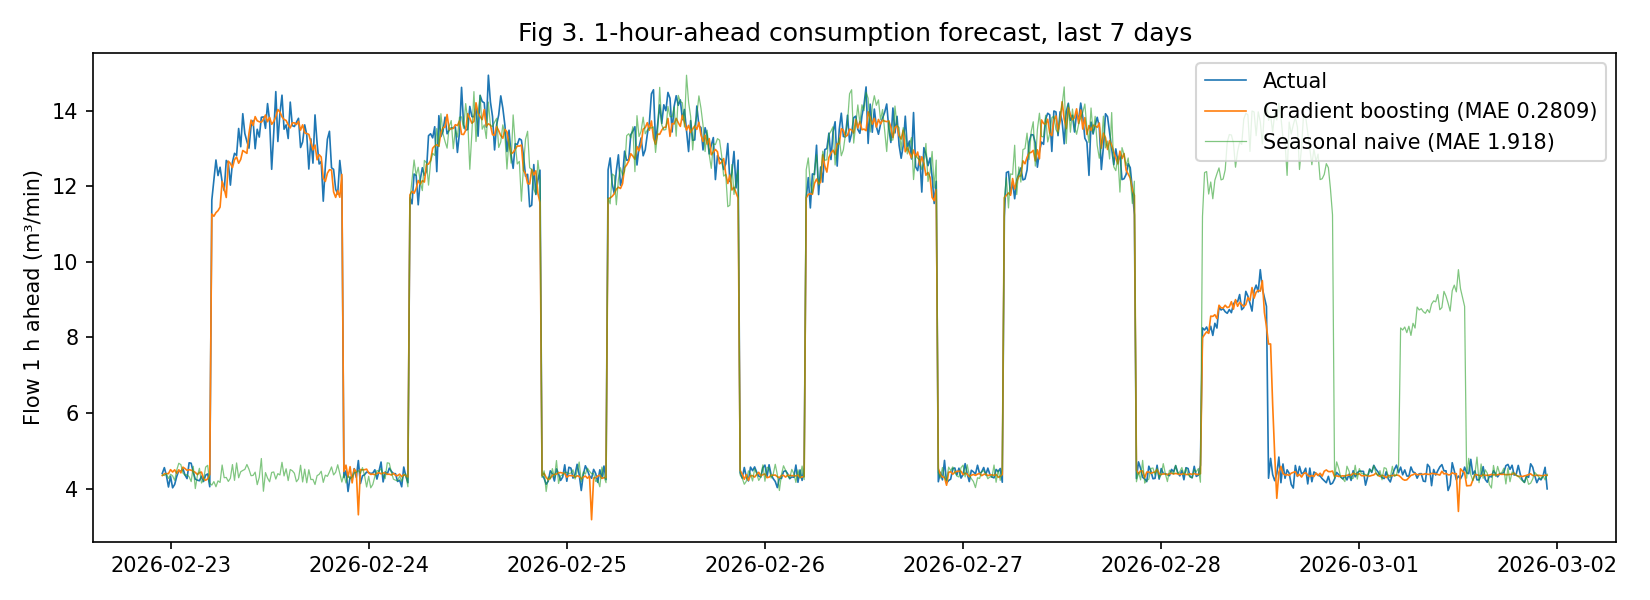 Fig 3. 1-hour-ahead consumption forecast, last 7 days
Actual
Gradient boosting (MAE 0.2809)
Seasonal naive (MAE 1.918)
Flow 1 h ahead (m³/min)
14
12
10
8
6
4
2026-02-23
2026-02-24
2026-02-25
2026-02-26
2026-02-27
2026-02-28
2026-03-01
2026-03-02